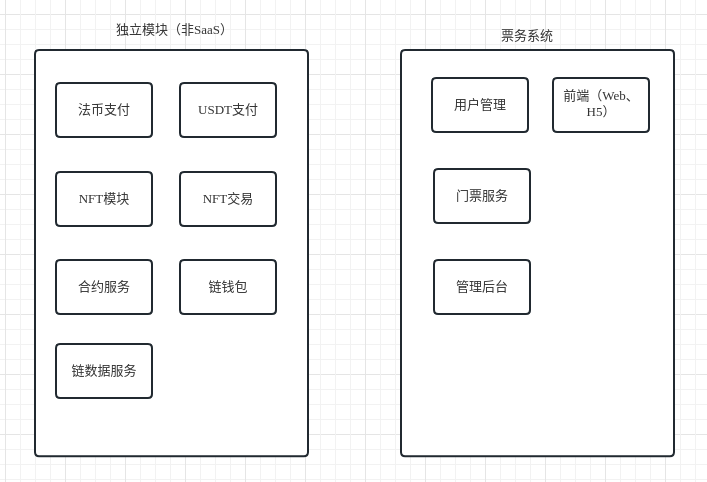 独立模块（非SaaS）
法币支付
USDT支付
NFT模块
NFT交易
合约服务
链钱包
链数据服务
票务系统
用户管理
前端（Web、
H5）
门票服务
管理后台